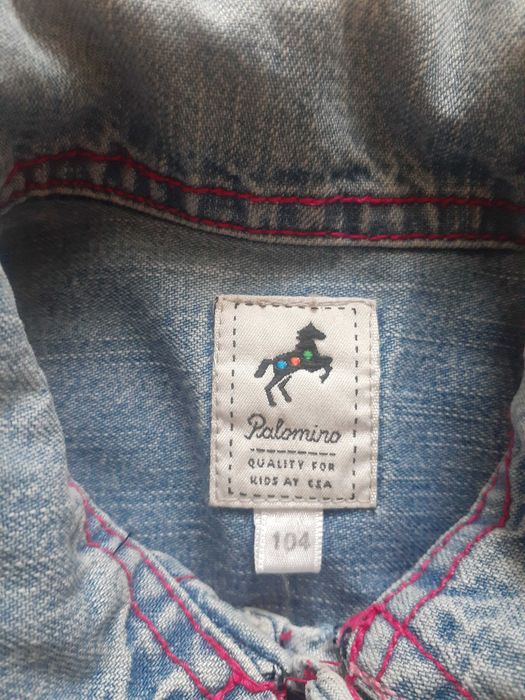 Palomino
QUALITY FOR
KIDS AT C&A
104